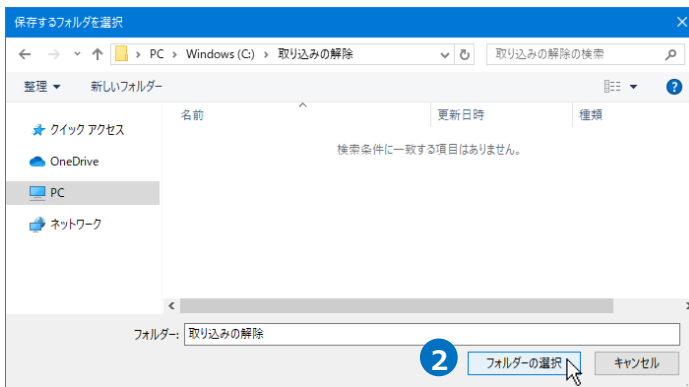 保存するフォルダを選択
PC › Windows (C:) › 取り込みの解除
取り込みの解除の検索
整理 新しいフォルダー
名前 更新日時 種類
クイック アクセス
検索条件に一致する項目はありません。
OneDrive
PC
ネットワーク
フォルダー: 取り込みの解除
2 フォルダーの選択 キャンセル